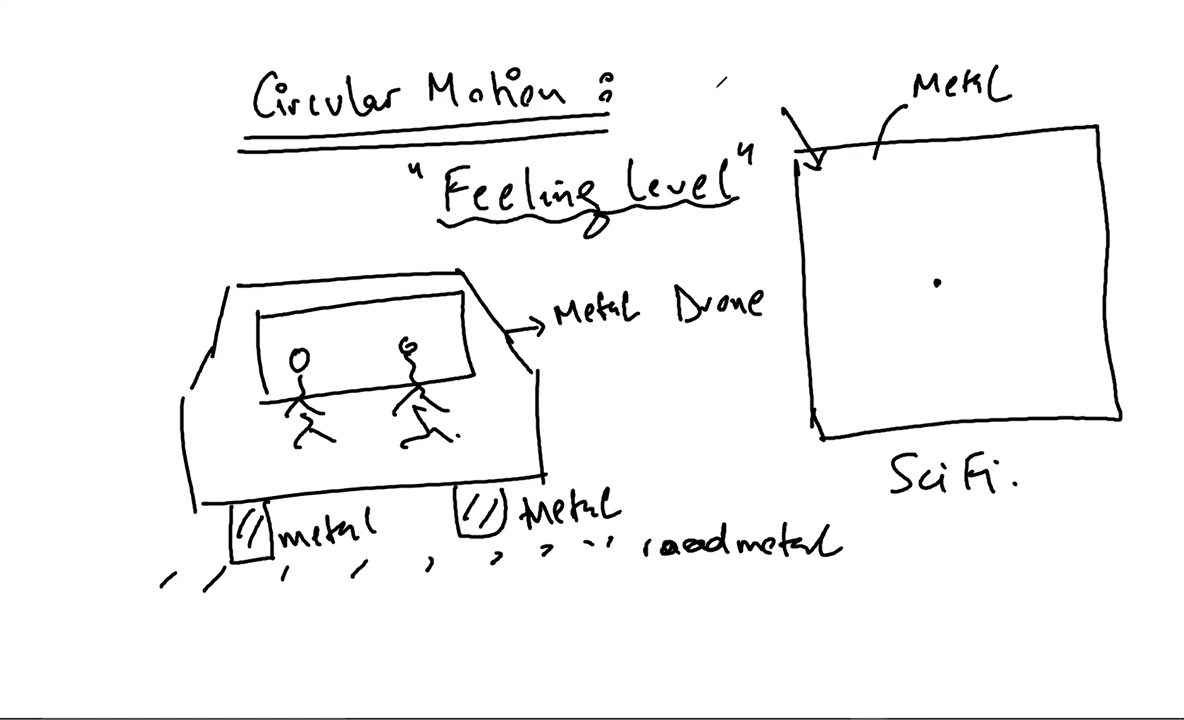 Circular Motion :
Metal
"Feeling level"
Metal Drone
SciFi.
metal
Metal
roadmetal